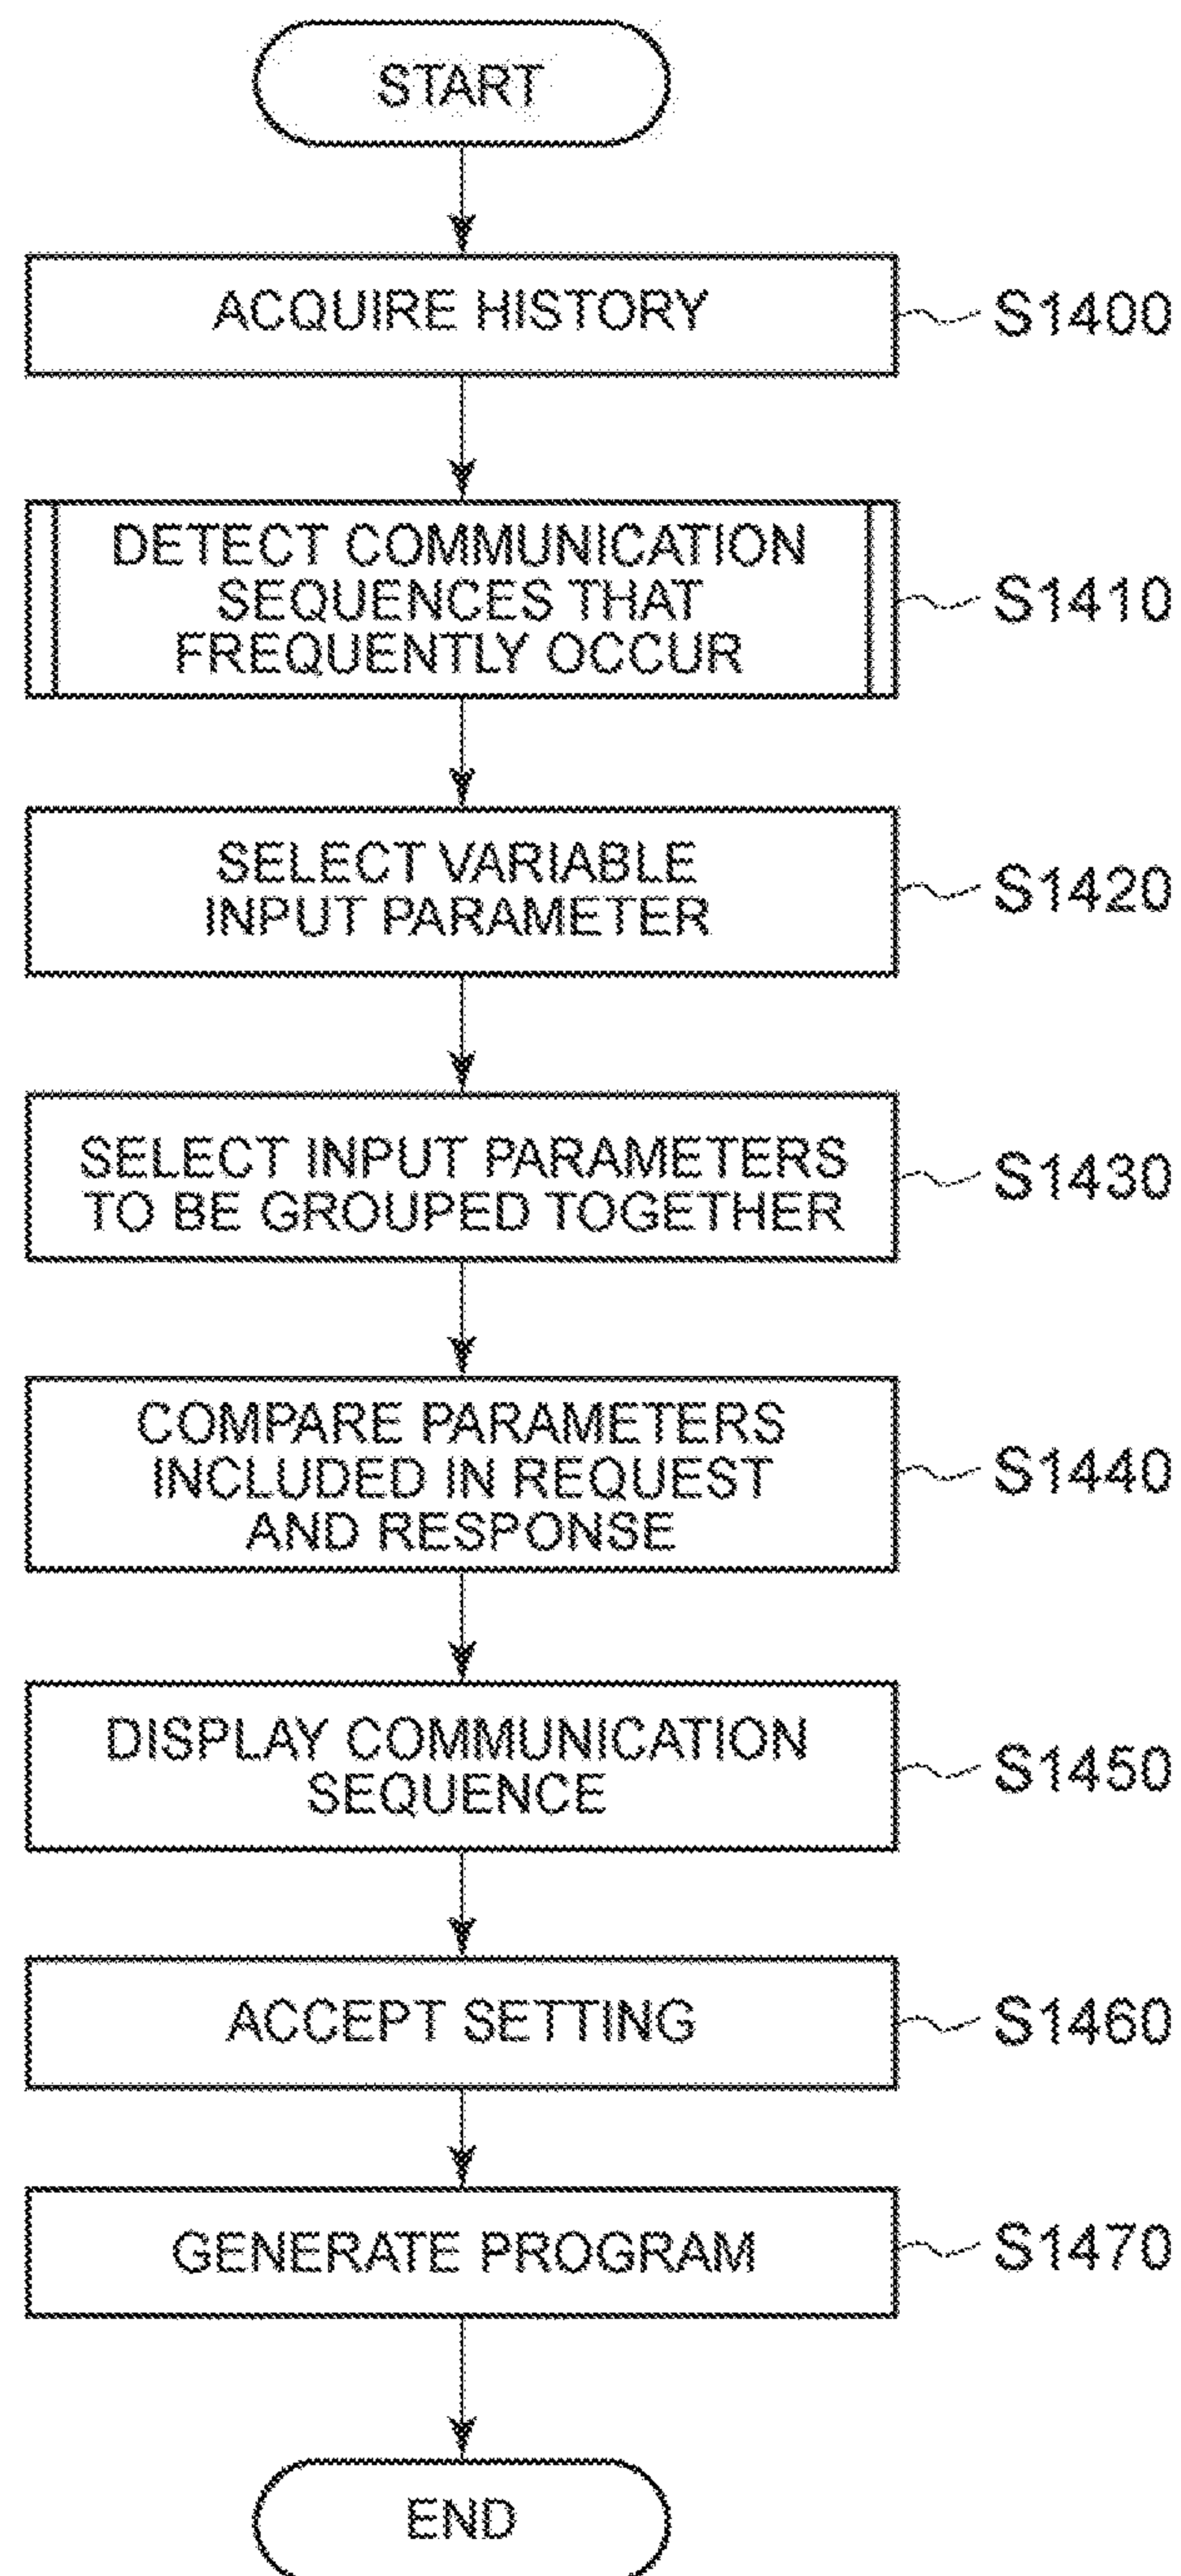 START
ACQUIRE HISTORY
S1400
DETECT COMMUNICATION
SEQUENCES THAT
FREQUENTLY OCCUR
S1410
SELECT VARIABLE
INPUT PARAMETER
S1420
SELECT INPUT PARAMETERS
TO BE GROUPED TOGETHER
S1430
COMPARE PARAMETERS
INCLUDED IN REQUEST
AND RESPONSE
S1440
DISPLAY COMMUNICATION
SEQUENCE
S1450
ACCEPT SETTING
S1460
GENERATE PROGRAM
S1470
END